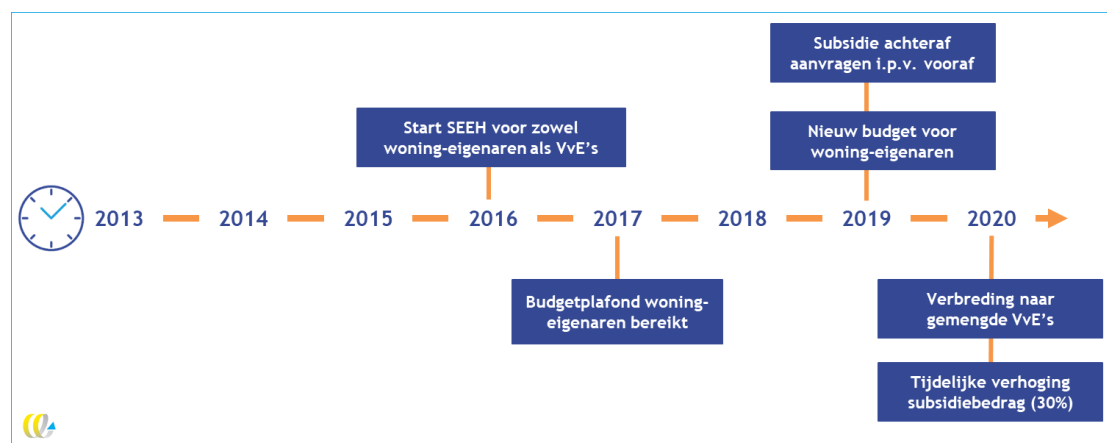 Subsidie achteraf
aanvragen i.p.v. vooraf
Start SEEH voor zowel
woning-eigenaren als VvE's
Nieuw budget voor
woning-eigenaren
2013 2014 2015 2016 2017 2018 2019 2020
Budgetplafond woning-
eigenaren bereikt
Verbreding naar
gemengde VvE's
Tijdelijke verhoging
subsidiebedrag (30%)